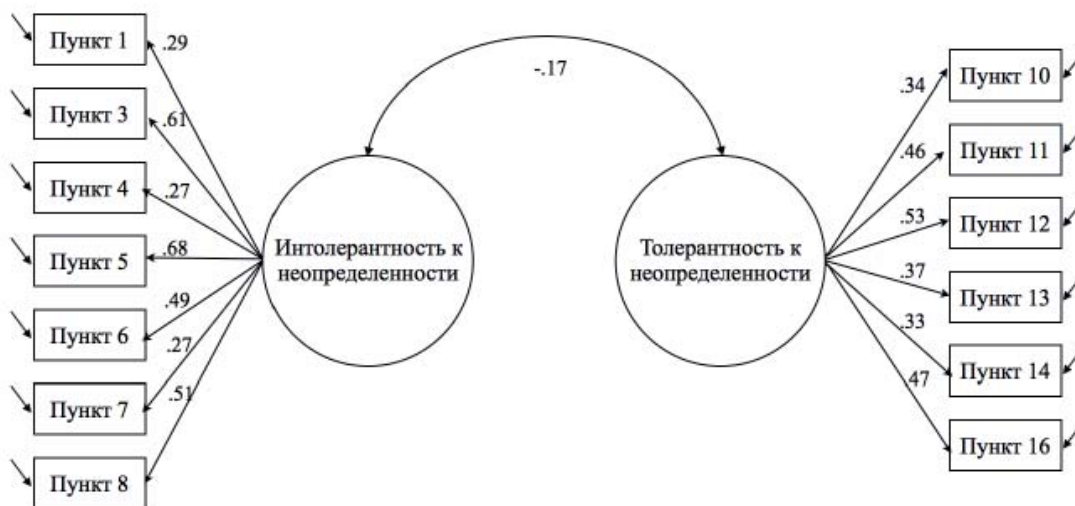 Пункт 1
.29
Пункт 3
.61
Пункт 4
.27
Пункт 5
.68
Пункт 6
.49
Пункт 7
.27
Пункт 8
.51
Интолерантность к
неопределенности
-.17
Толерантность к
неопределенности
.34
Пункт 10
.46
Пункт 11
.53
Пункт 12
.37
Пункт 13
.33
Пункт 14
.47
Пункт 16